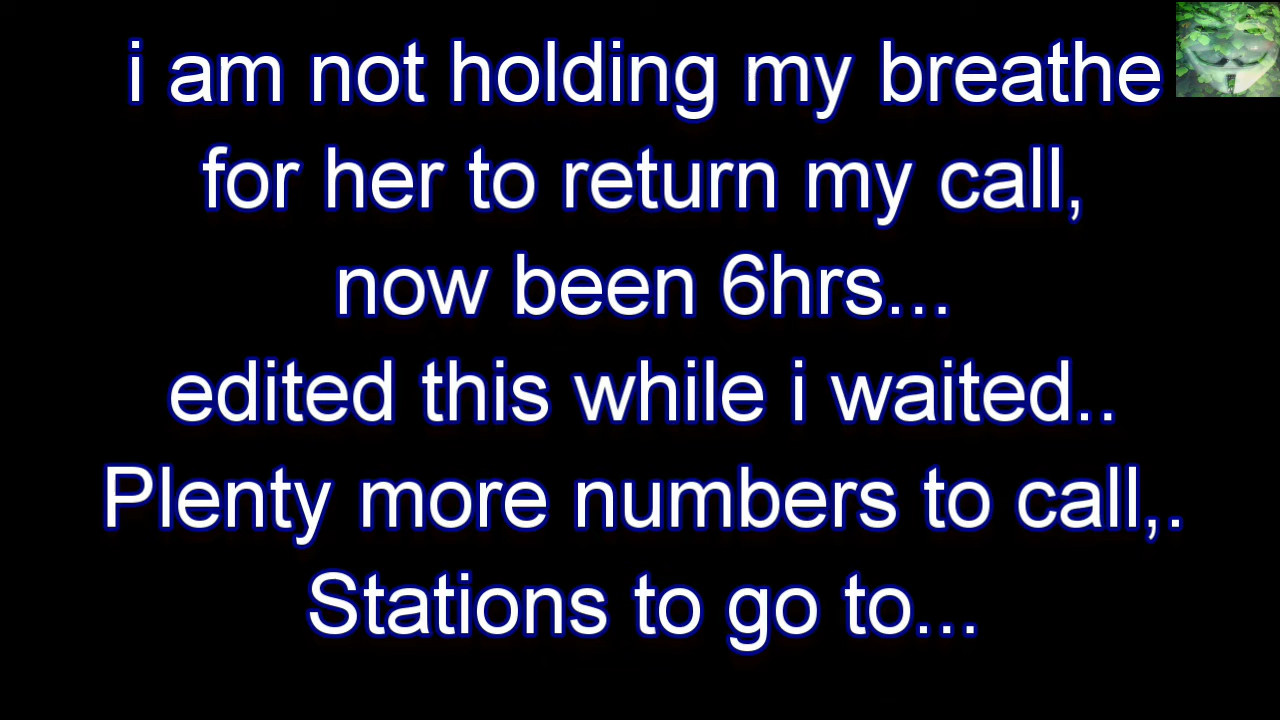 i am not holding my breathe
for her to return my call,
now been 6hrs...
edited this while i waited..
Plenty more numbers to call,.
Stations to go to...